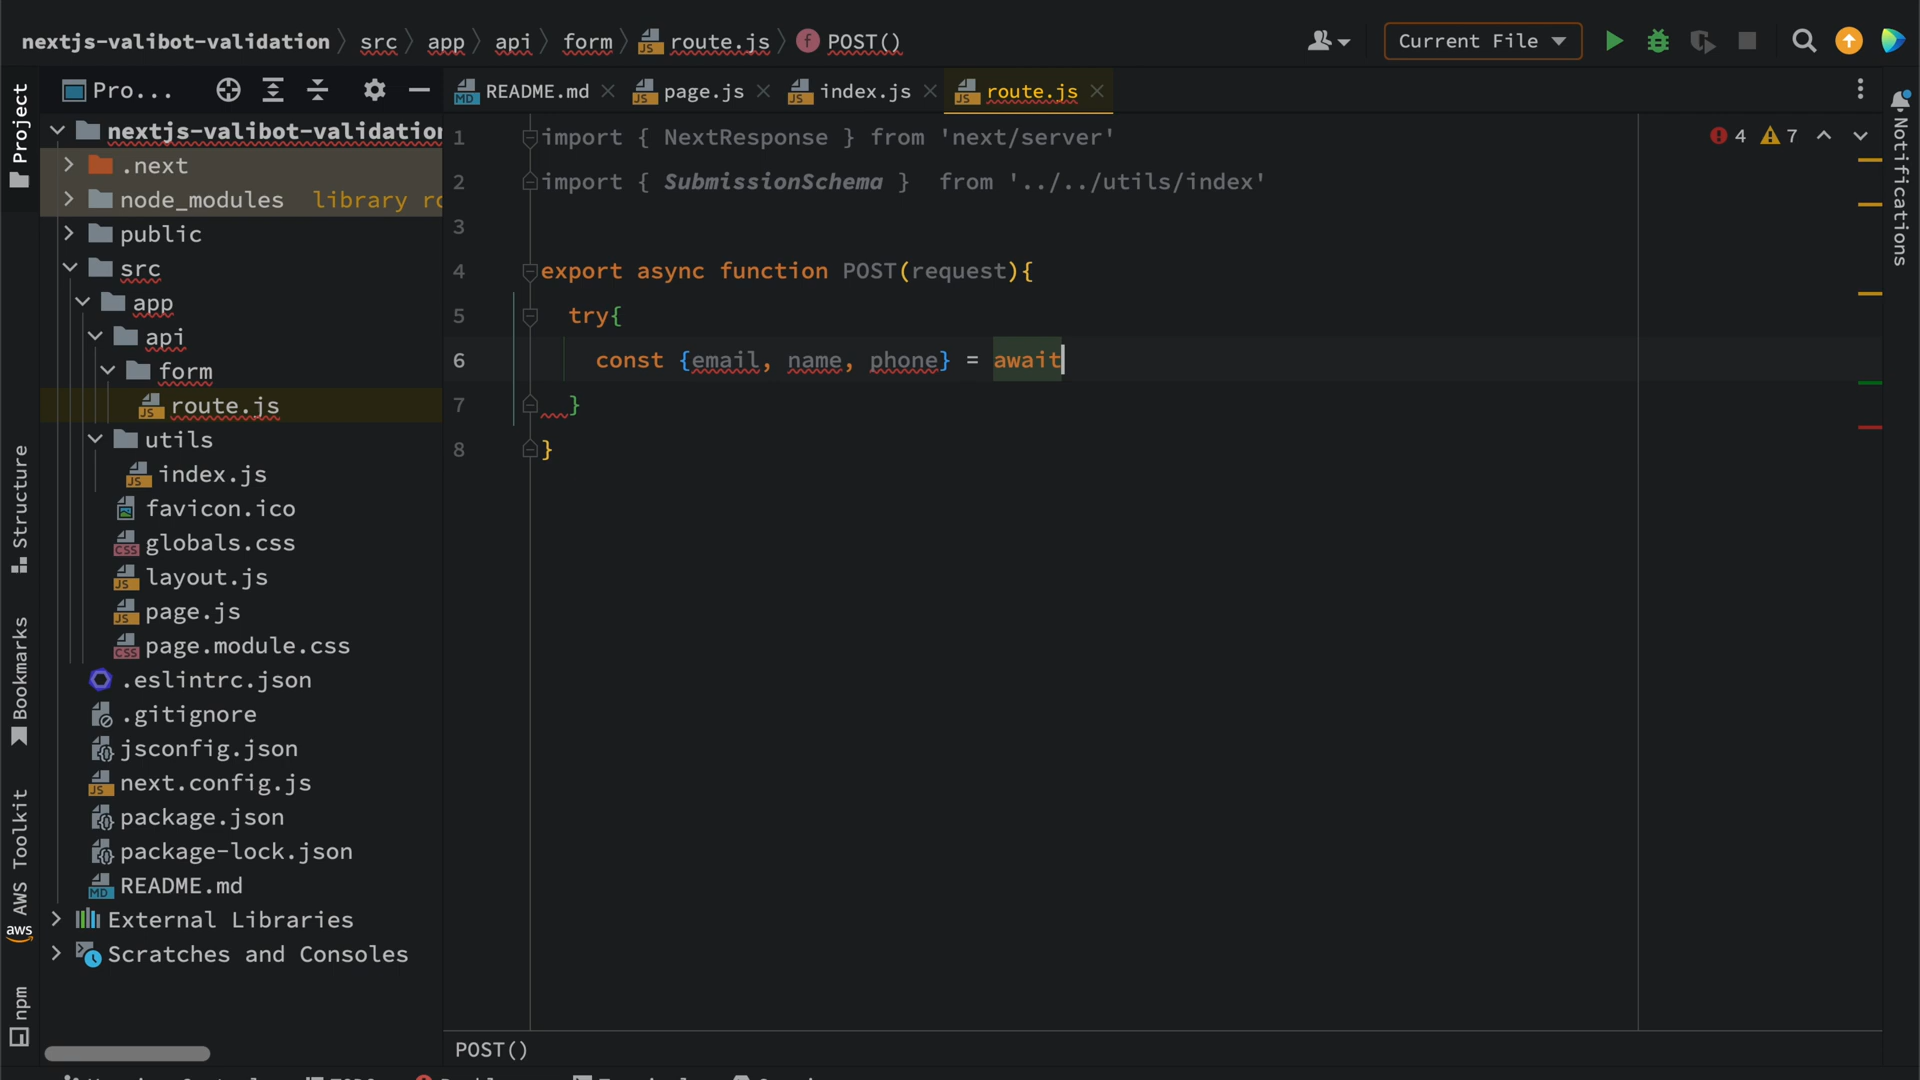 nextjs-valibot-validation src app api form route.js POST() Current File
Project
Pro...
README.md page.js index.js route.js
nextjs-valibot-validation
.next
node_modules library ro
public
src
app
api
form
route.js
utils
index.js
favicon.ico
globals.css
layout.js
page.js
page.module.css
.eslintrc.json
.gitignore
jsconfig.json
next.config.js
package.json
package-lock.json
README.md
External Libraries
Scratches and Consoles
Structure
Bookmarks
AWS Toolkit
aws
npm
1 import { NextResponse } from 'next/server'
2 import { SubmissionSchema }  from '../../utils/index'
3
4 export async function POST(request){
5   try{
6     const {email, name, phone} = await
7   }
8 }
4 7
Notifications
POST()